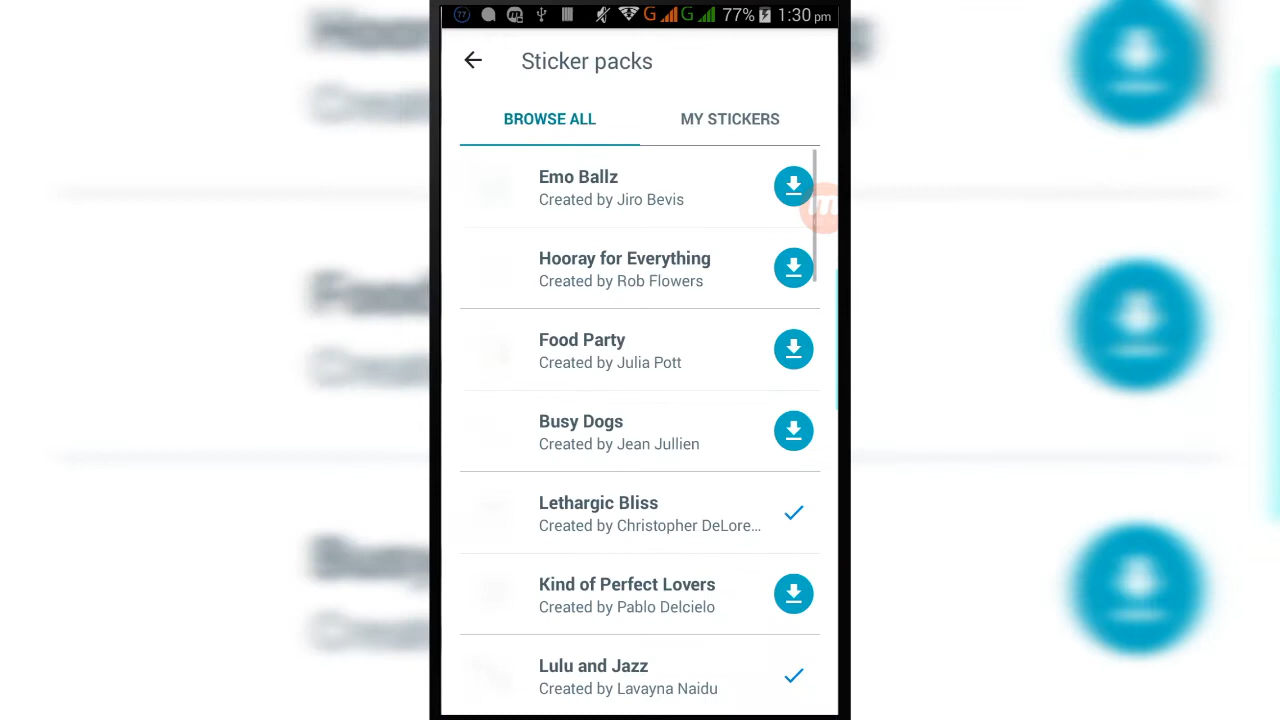 77 77% 1:30 pm
Sticker packs
BROWSE ALL MY STICKERS
Emo Ballz
Created by Jiro Bevis
Hooray for Everything
Created by Rob Flowers
Food Party
Created by Julia Pott
Busy Dogs
Created by Jean Jullien
Lethargic Bliss
Created by Christopher DeLore...
Kind of Perfect Lovers
Created by Pablo Delcielo
Lulu and Jazz
Created by Lavayna Naidu